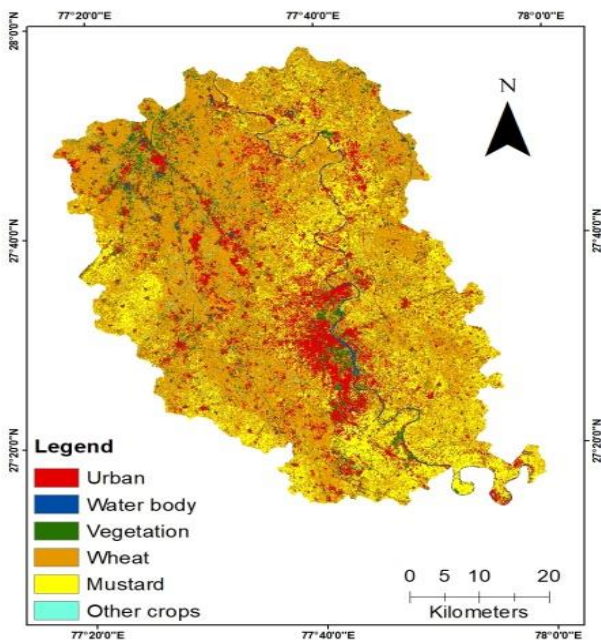 77°20'0"E 77°40'0"E 78°0'0"E
28°0'0"N
N
27°40'0"N 27°40'0"N
27°20'0"N 27°20'0"N
Legend
Urban
Water body
Vegetation
Wheat
Mustard
Other crops
0 5 10 20
Kilometers
77°20'0"E 77°40'0"E 78°0'0"E